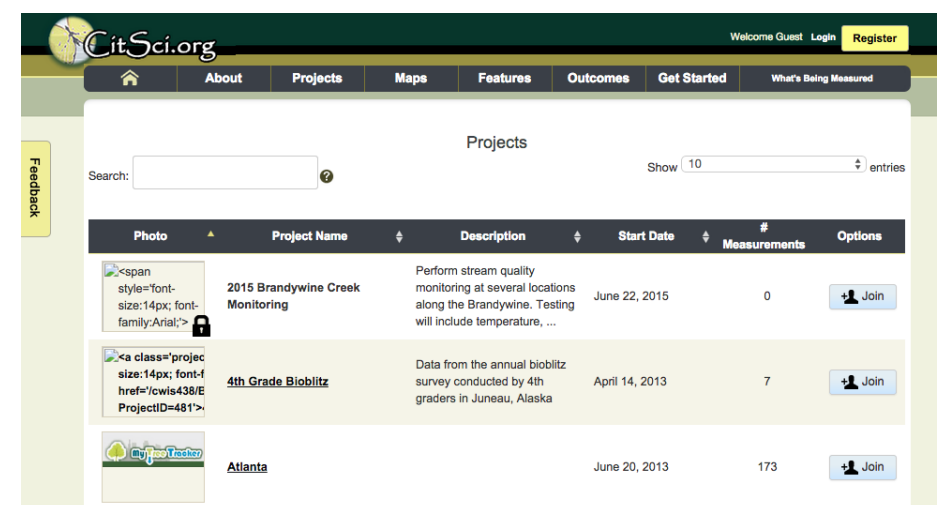 CitSci.org
Welcome Guest Login Register
About Projects Maps Features Outcomes Get Started What's Being Measured
Feedback
Projects
Search:
Show 10 entries
Photo Project Name Description Start Date # Measurements Options
<span
style='font-
size:14px; font-
family:Arial;'>
2015 Brandywine Creek
Monitoring
Perform stream quality
monitoring at several locations
along the Brandywine. Testing
will include temperature, ...
June 22, 2015
0
Join
<a class='projec
size:14px; font-f
href='/cwis438/B
ProjectID=481'>
4th Grade Bioblitz
Data from the annual bioblitz
survey conducted by 4th
graders in Juneau, Alaska
April 14, 2013
7
Join
My Tree Tracker
Atlanta
June 20, 2013
173
Join